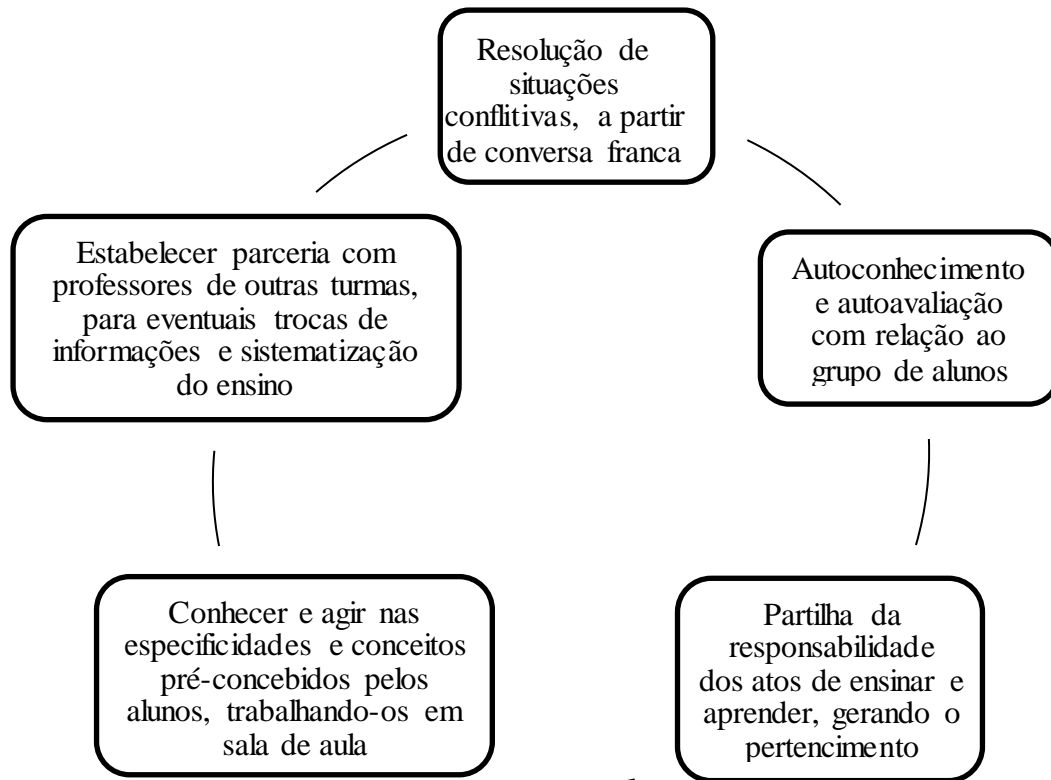 Resolução de
situações
conflitivas, a partir
de conversa franca
Estabelecer parceria com
professores de outras turmas,
para eventuais trocas de
informações e sistematização
do ensino
Autoconhecimento
e autoavaliação
com relação ao
grupo de alunos
Conhecer e agir nas
especificidades e conceitos
pré-concebidos pelos
alunos, trabalhando-os em
sala de aula
Partilha da
responsabilidade
dos atos de ensinar e
aprender, gerando o
pertencimento